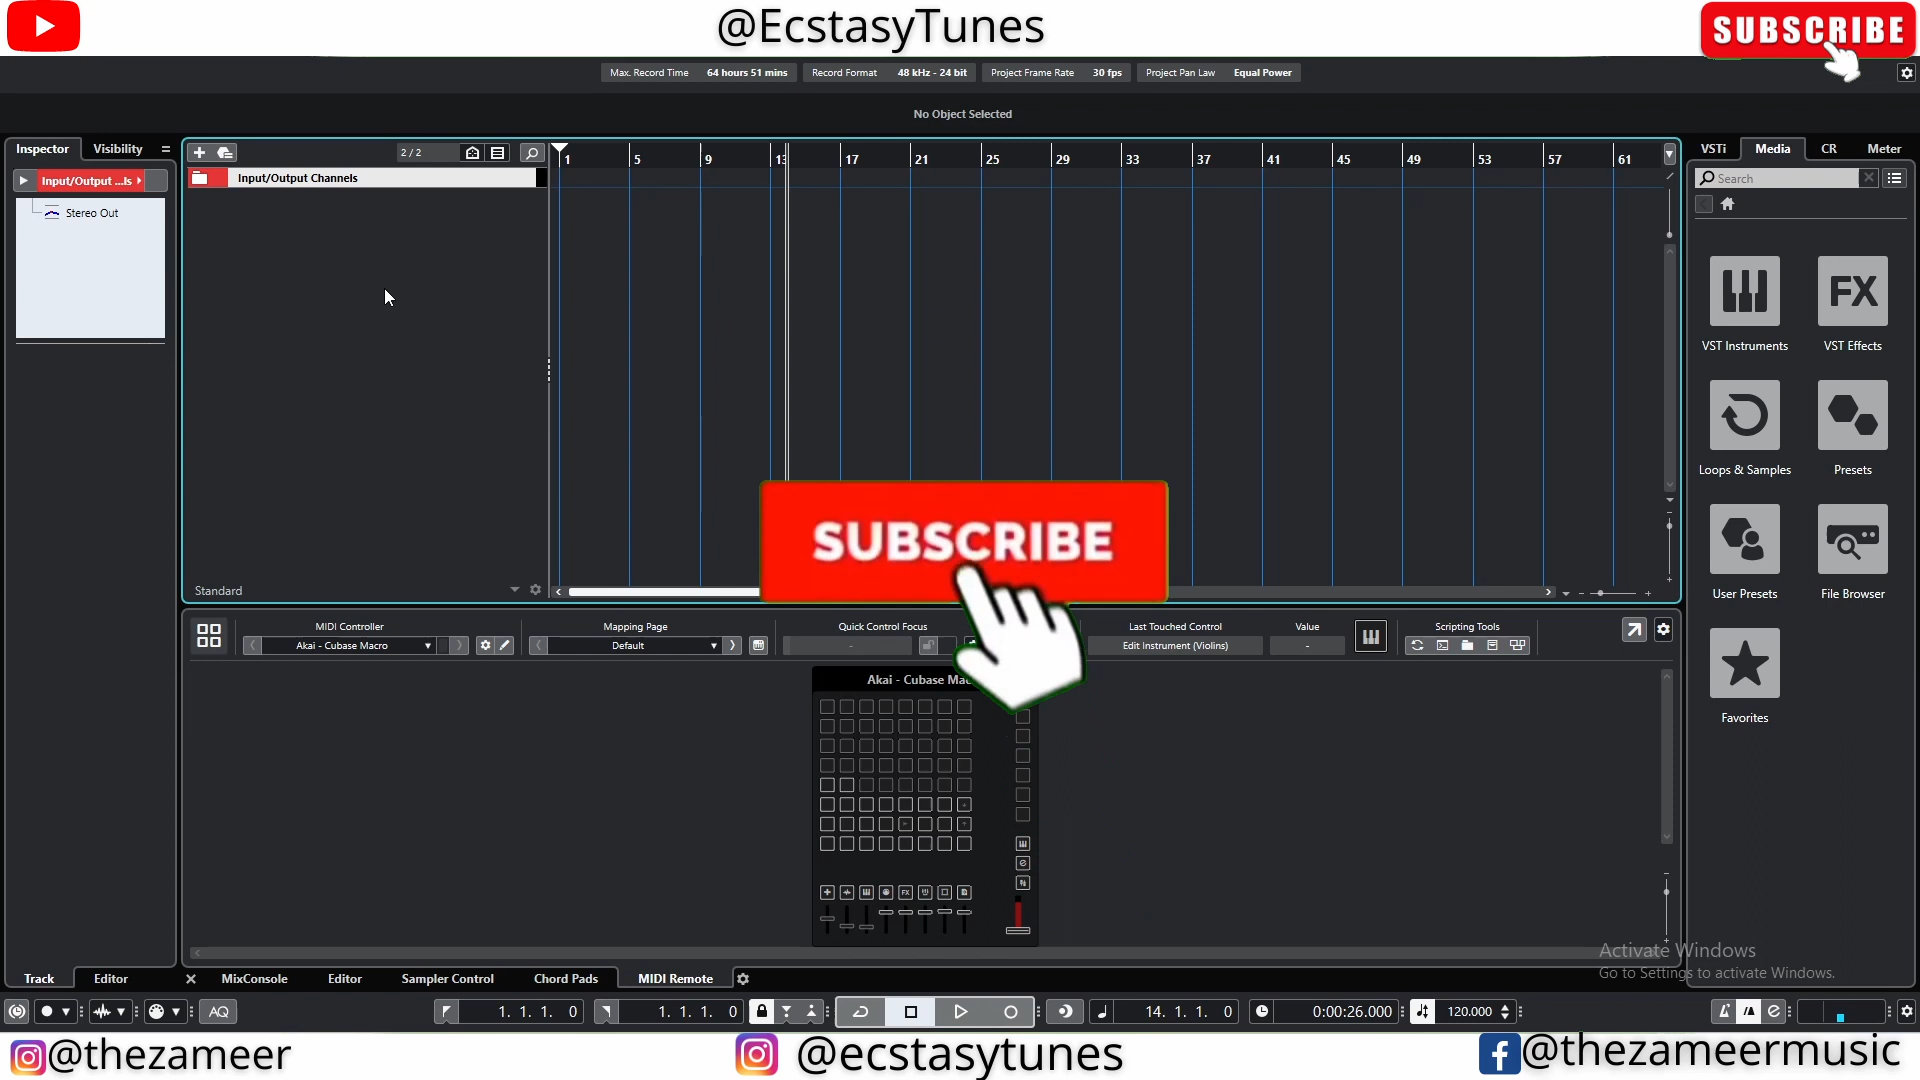 @EcstasyTunes
SUBSCRIBE
Max. Record Time 64 hours 51 mins Record Format 48 kHz - 24 bit Project Frame Rate 30 fps Project Pan Law Equal Power
No Object Selected
Inspector Visibility
2 / 2
1 5 9 13 17 21 25 29 33 37 41 45 49 53 57 61
VSTi Media CR Meter
Input/Output ...ls
Input/Output Channels
Search
Stereo Out
FX
VST Instruments VST Effects
Loops & Samples Presets
User Presets File Browser
Favorites
SUBSCRIBE
Standard
MIDI Controller Mapping Page Quick Control Focus Last Touched Control Value Scripting Tools
Akai - Cubase Macro Default - Edit Instrument (Violins) -
Akai - Cubase Mac
FX
Activate Windows
Go to Settings to activate Windows.
Track Editor MixConsole Editor Sampler Control Chord Pads MIDI Remote
AQ 1. 1. 1. 0 1. 1. 1. 0 14. 1. 1. 0 0:00:26.000 120.000
@thezameer @ecstasytunes @thezameermusic